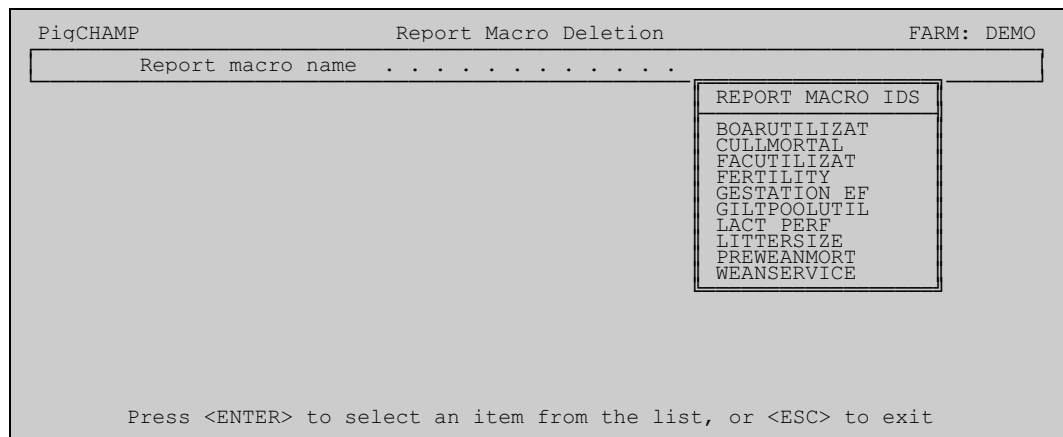 PigCHAMP Report Macro Deletion FARM: DEMO
Report macro name . . . . . . . . . . . .
REPORT MACRO IDS
BOARUTILIZAT
CULLMORTAL
FACUTILIZAT
FERTILITY
GESTATION EF
GILTPOOLUTIL
LACT PERF
LITTERSIZE
PREWEANMORT
WEANSERVICE
Press <ENTER> to select an item from the list, or <ESC> to exit